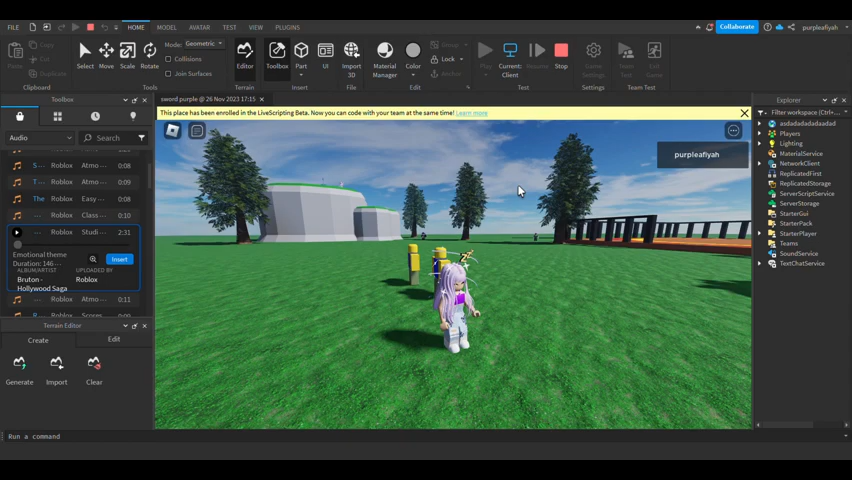 FILE HOME MODEL AVATAR TEST VIEW PLUGINS Collaborate purpleafiyah
Paste Copy Cut Duplicate Select Move Scale Rotate Mode: Geometric Collisions Join Surfaces Editor Toolbox Part UI Import 3D Material Manager Color Group Lock Anchor Play Current: Client Resume Stop Game Settings Team Test Exit Game
Clipboard Tools Terrain Insert Edit Test Settings Team Test
Toolbox
sword purple @ 26 Nov 2023 17:15
Explorer
This place has been enrolled in the LiveScripting Beta. Now you can code with your team at the same time! Learn more
Filter workspace
Audio
Search
S ... Roblox Atmo ... 0:08
T ... Roblox Atmo ... 0:09
The Roblox Easy ... 0:08
... Roblox Class ... 0:10
... Roblox Studi ... 2:31
Emotional theme
Duration: 146 ...
Insert
ALBUM/ARTIST UPLOADED BY
Bruton - Roblox
Hollywood Saga
... Roblox Atmo ... 0:11
R ... Roblox Scores
Terrain Editor
Create Edit
Generate Import Clear
purpleafiyah
asdadadadadaadad
Players
Lighting
MaterialService
NetworkClient
ReplicatedFirst
ReplicatedStorage
ServerScriptService
ServerStorage
StarterGui
StarterPack
StarterPlayer
Teams
SoundService
TextChatService
Run a command